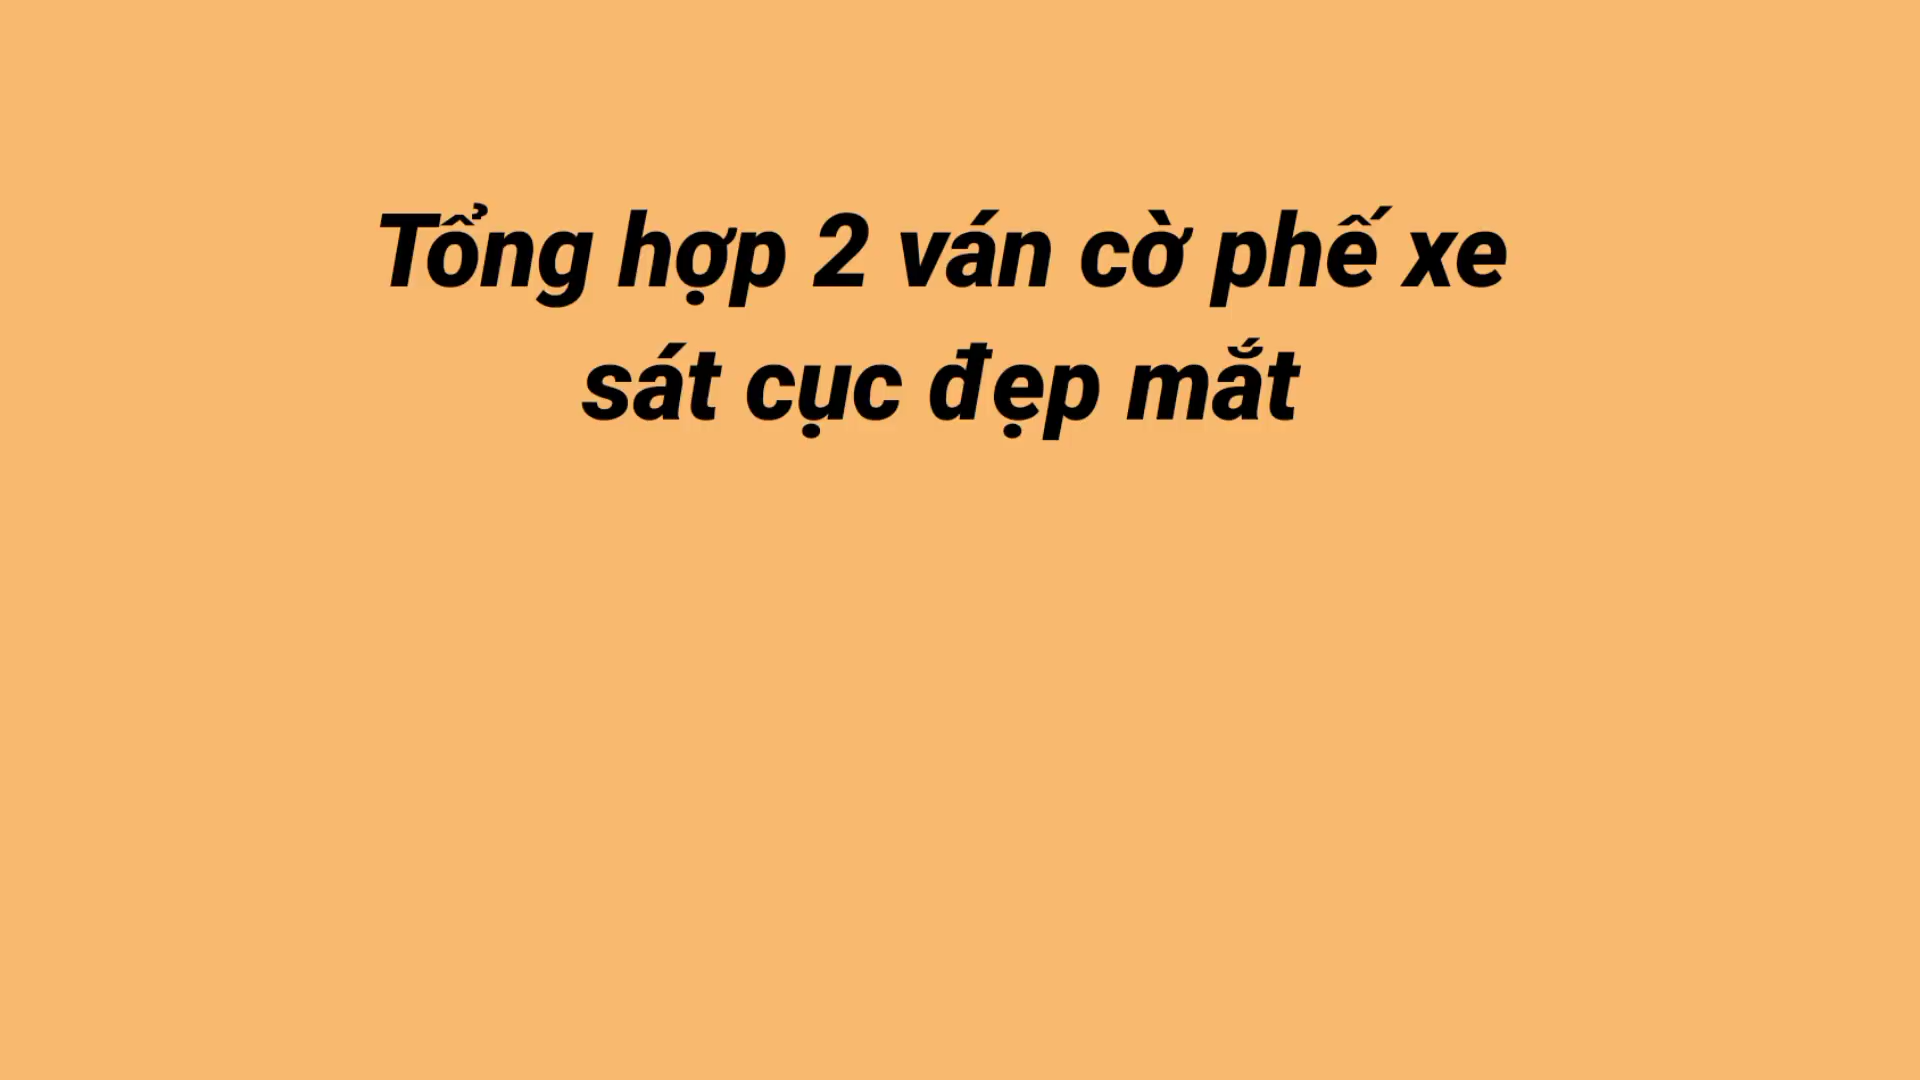 Tổng hợp 2 ván cờ phế xe
sát cục đẹp mắt